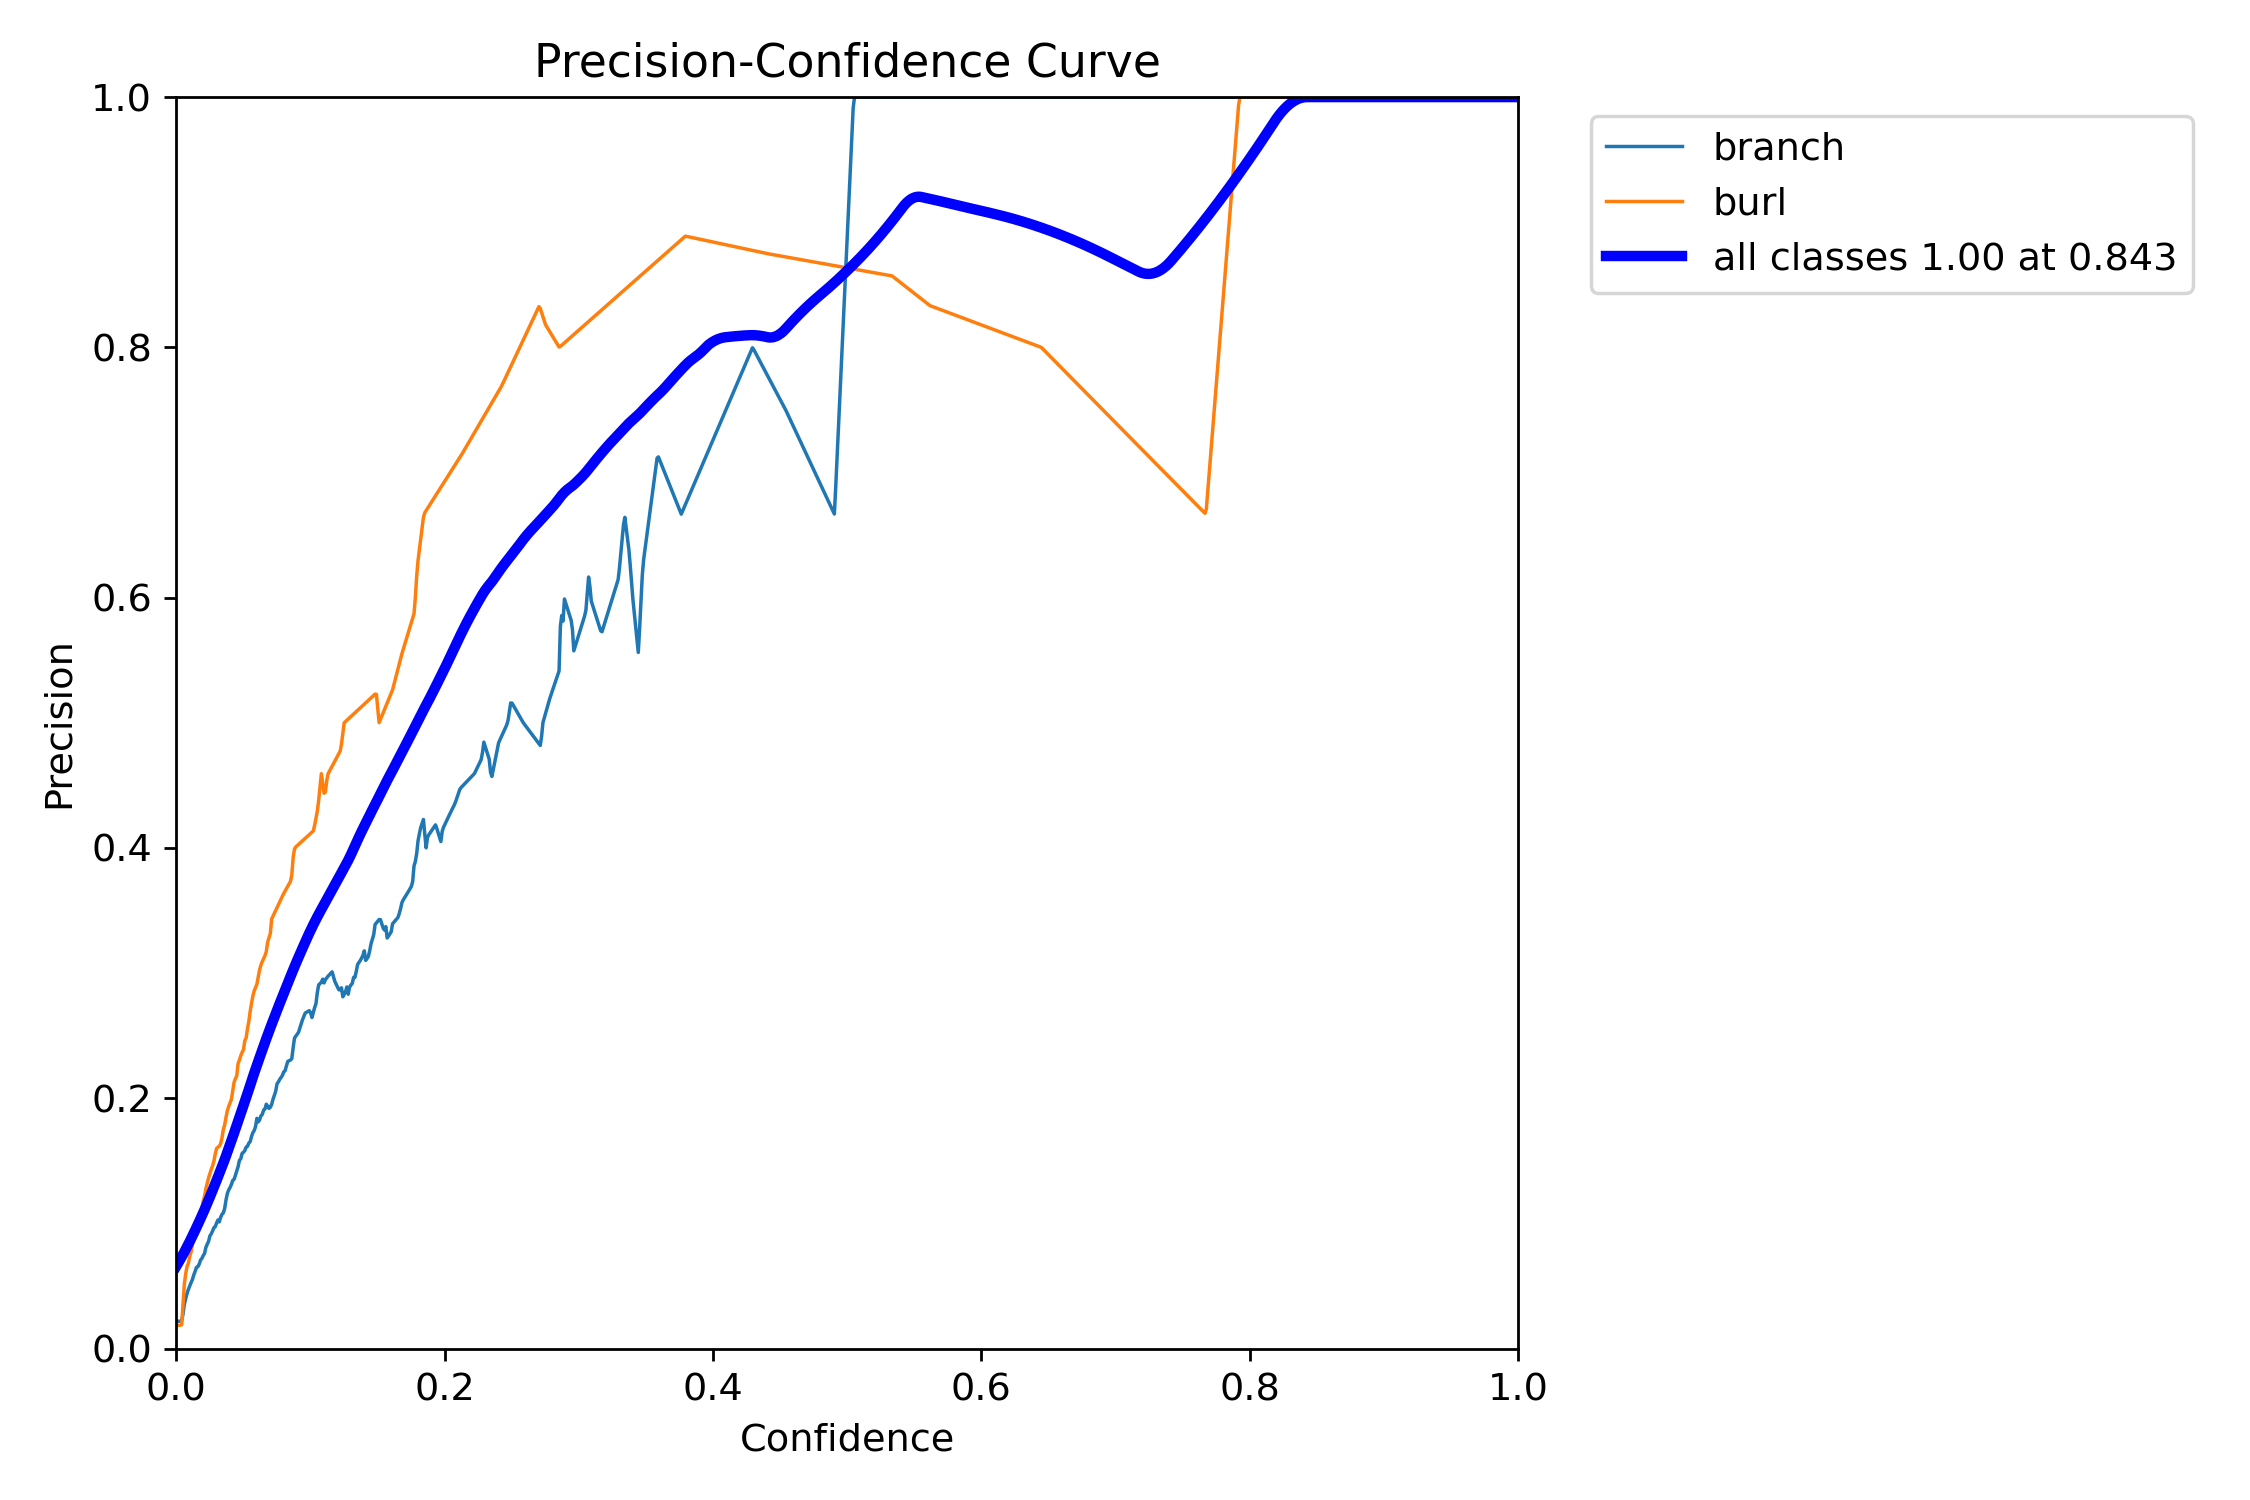 Precision-Confidence Curve
1.0
0.8
0.6
0.4
0.2
0.0
Precision
0.0 0.2 0.4 0.6 0.8 1.0
Confidence
branch
burl
all classes 1.00 at 0.843